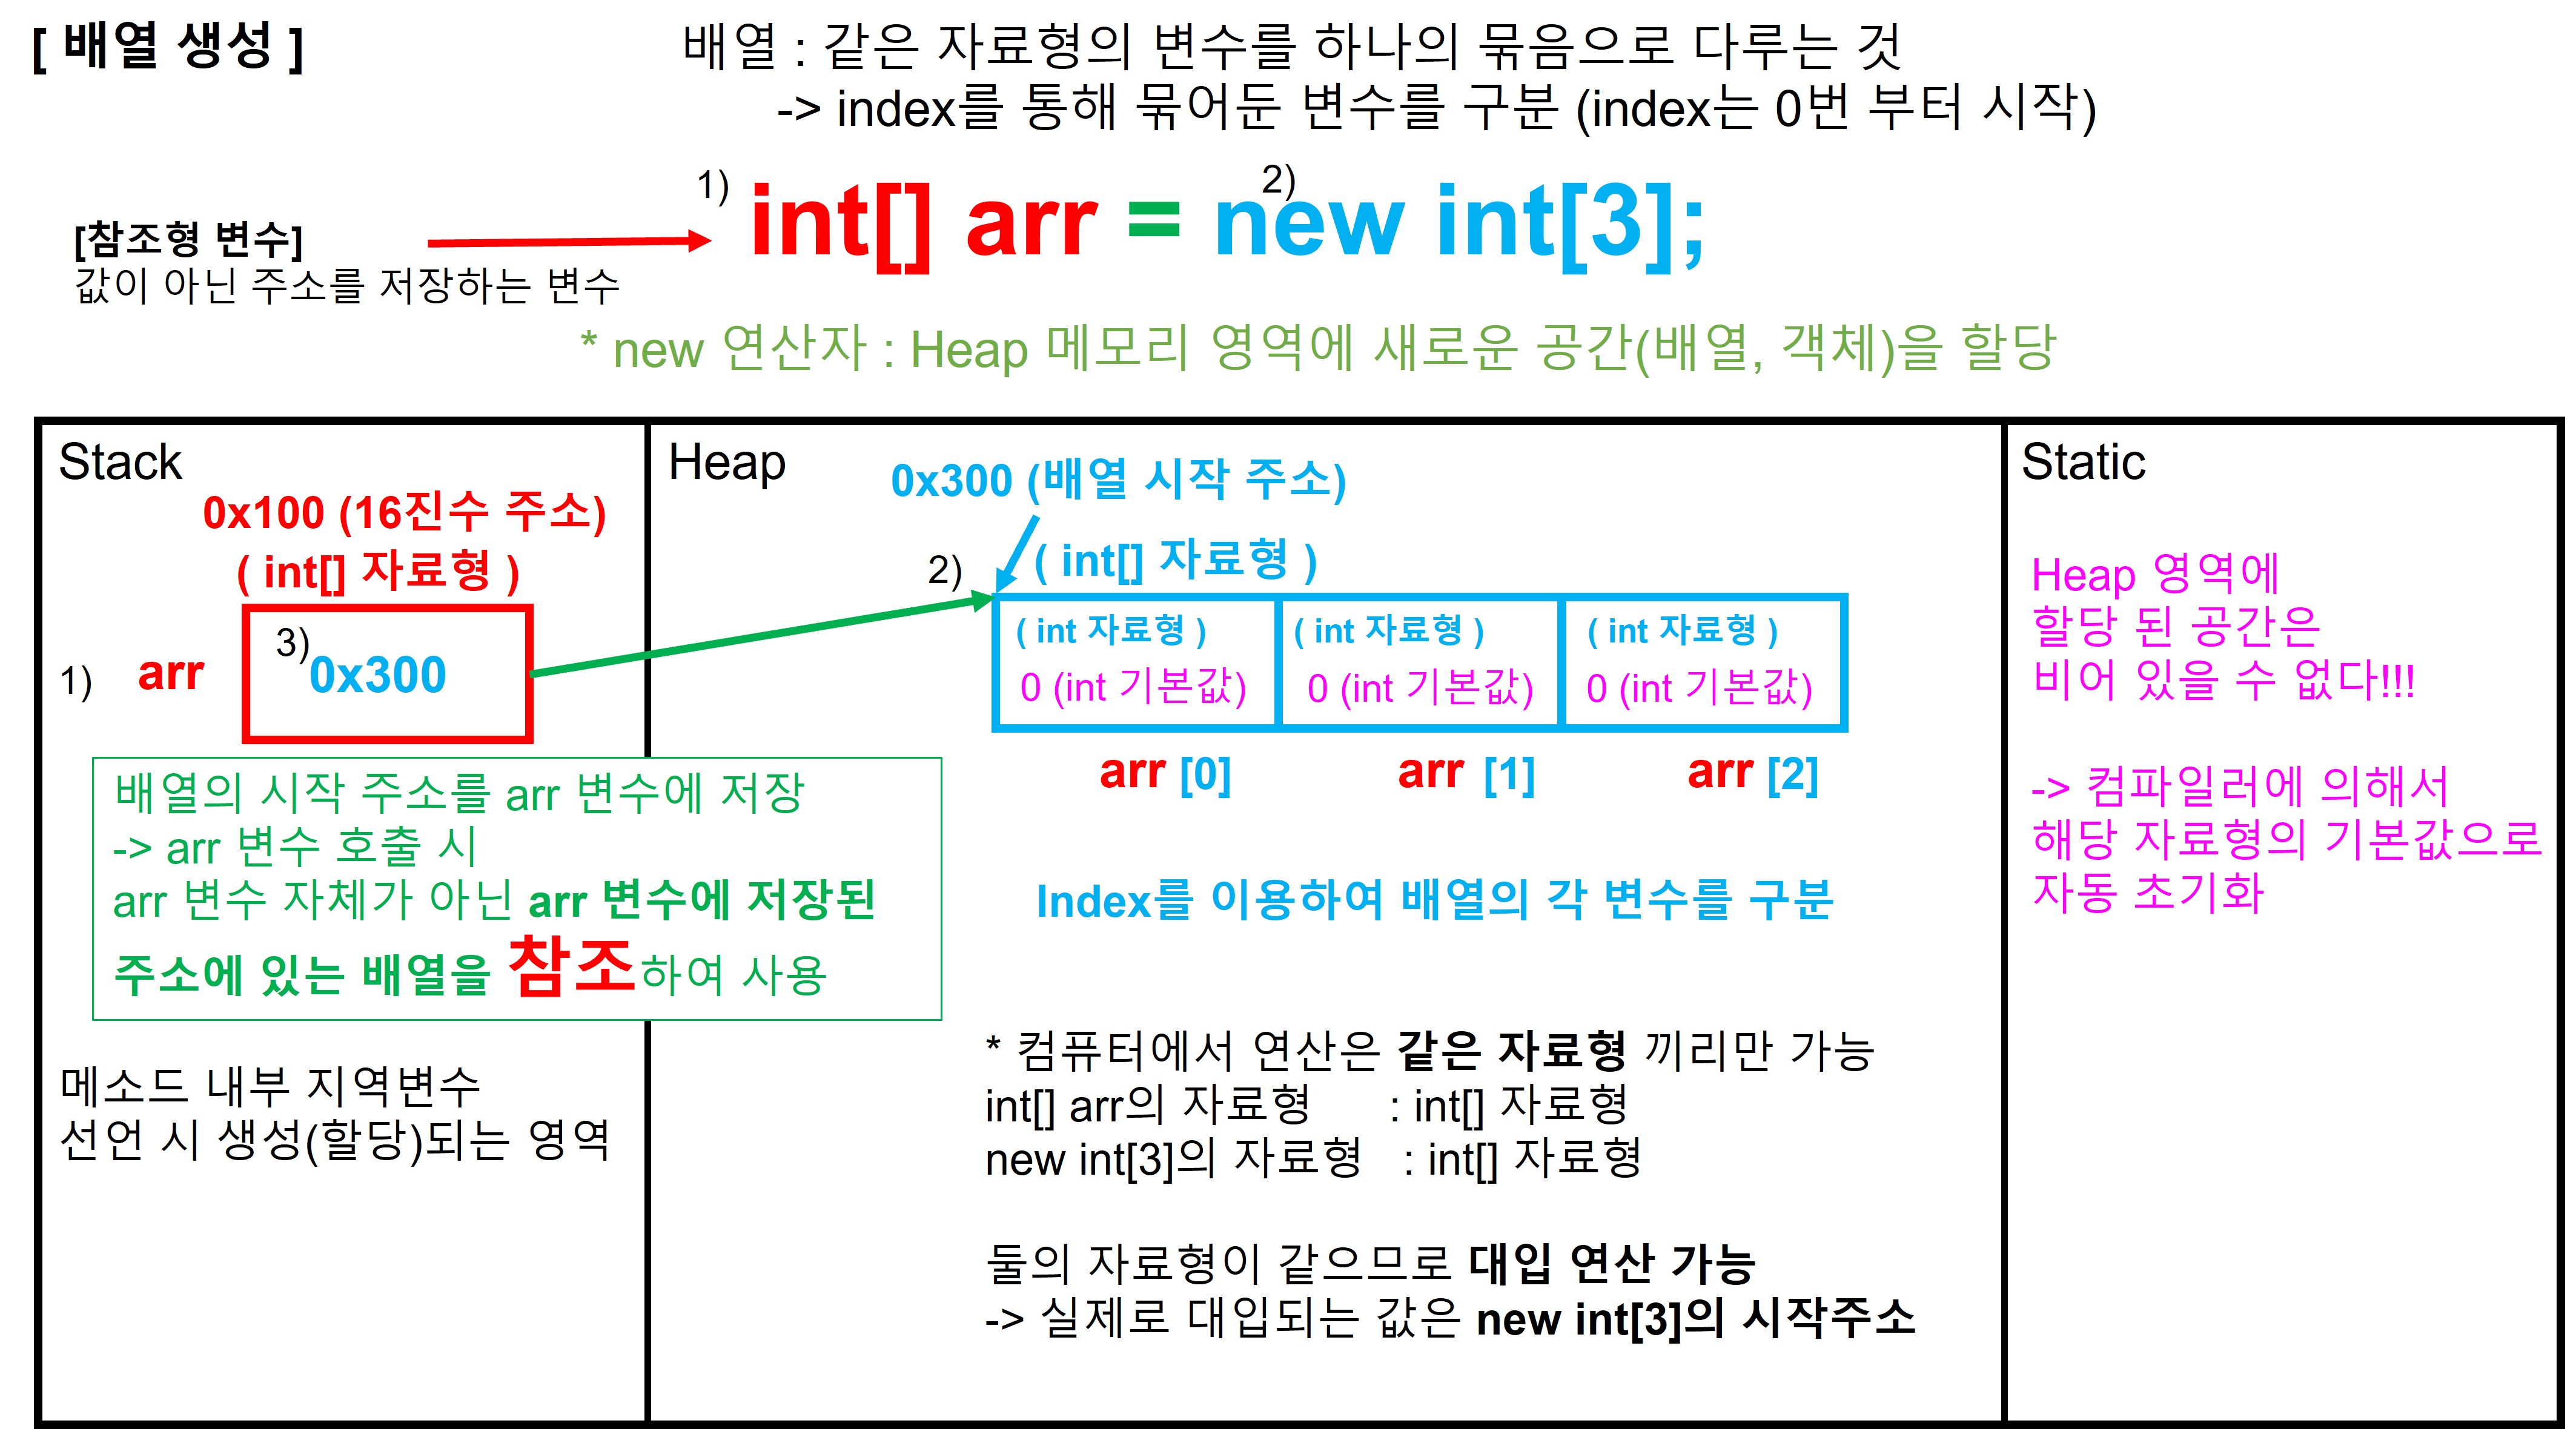 [ 배열 생성 ]
배열 : 같은 자료형의 변수를 하나의 묶음으로 다루는 것
-> index를 통해 묶어둔 변수를 구분 (index는 0번 부터 시작)
1) int[] arr = 2) new int[3];
[참조형 변수]
값이 아닌 주소를 저장하는 변수
* new 연산자 : Heap 메모리 영역에 새로운 공간(배열, 객체)을 할당
Stack
0x100 (16진수 주소)
( int[] 자료형 )
1) arr 3) 0x300
배열의 시작 주소를 arr 변수에 저장
-> arr 변수 호출 시
arr 변수 자체가 아닌 arr 변수에 저장된
주소에 있는 배열을 참조하여 사용
메소드 내부 지역변수
선언 시 생성(할당)되는 영역
Heap
0x300 (배열 시작 주소)
2) ( int[] 자료형 )
( int 자료형 ) ( int 자료형 ) ( int 자료형 )
0 (int 기본값) 0 (int 기본값) 0 (int 기본값)
arr [0] arr [1] arr [2]
Index를 이용하여 배열의 각 변수를 구분
* 컴퓨터에서 연산은 같은 자료형 끼리만 가능
int[] arr의 자료형 : int[] 자료형
new int[3]의 자료형 : int[] 자료형
둘의 자료형이 같으므로 대입 연산 가능
-> 실제로 대입되는 값은 new int[3]의 시작주소
Static
Heap 영역에
할당 된 공간은
비어 있을 수 없다!!!
-> 컴파일러에 의해서
해당 자료형의 기본값으로
자동 초기화